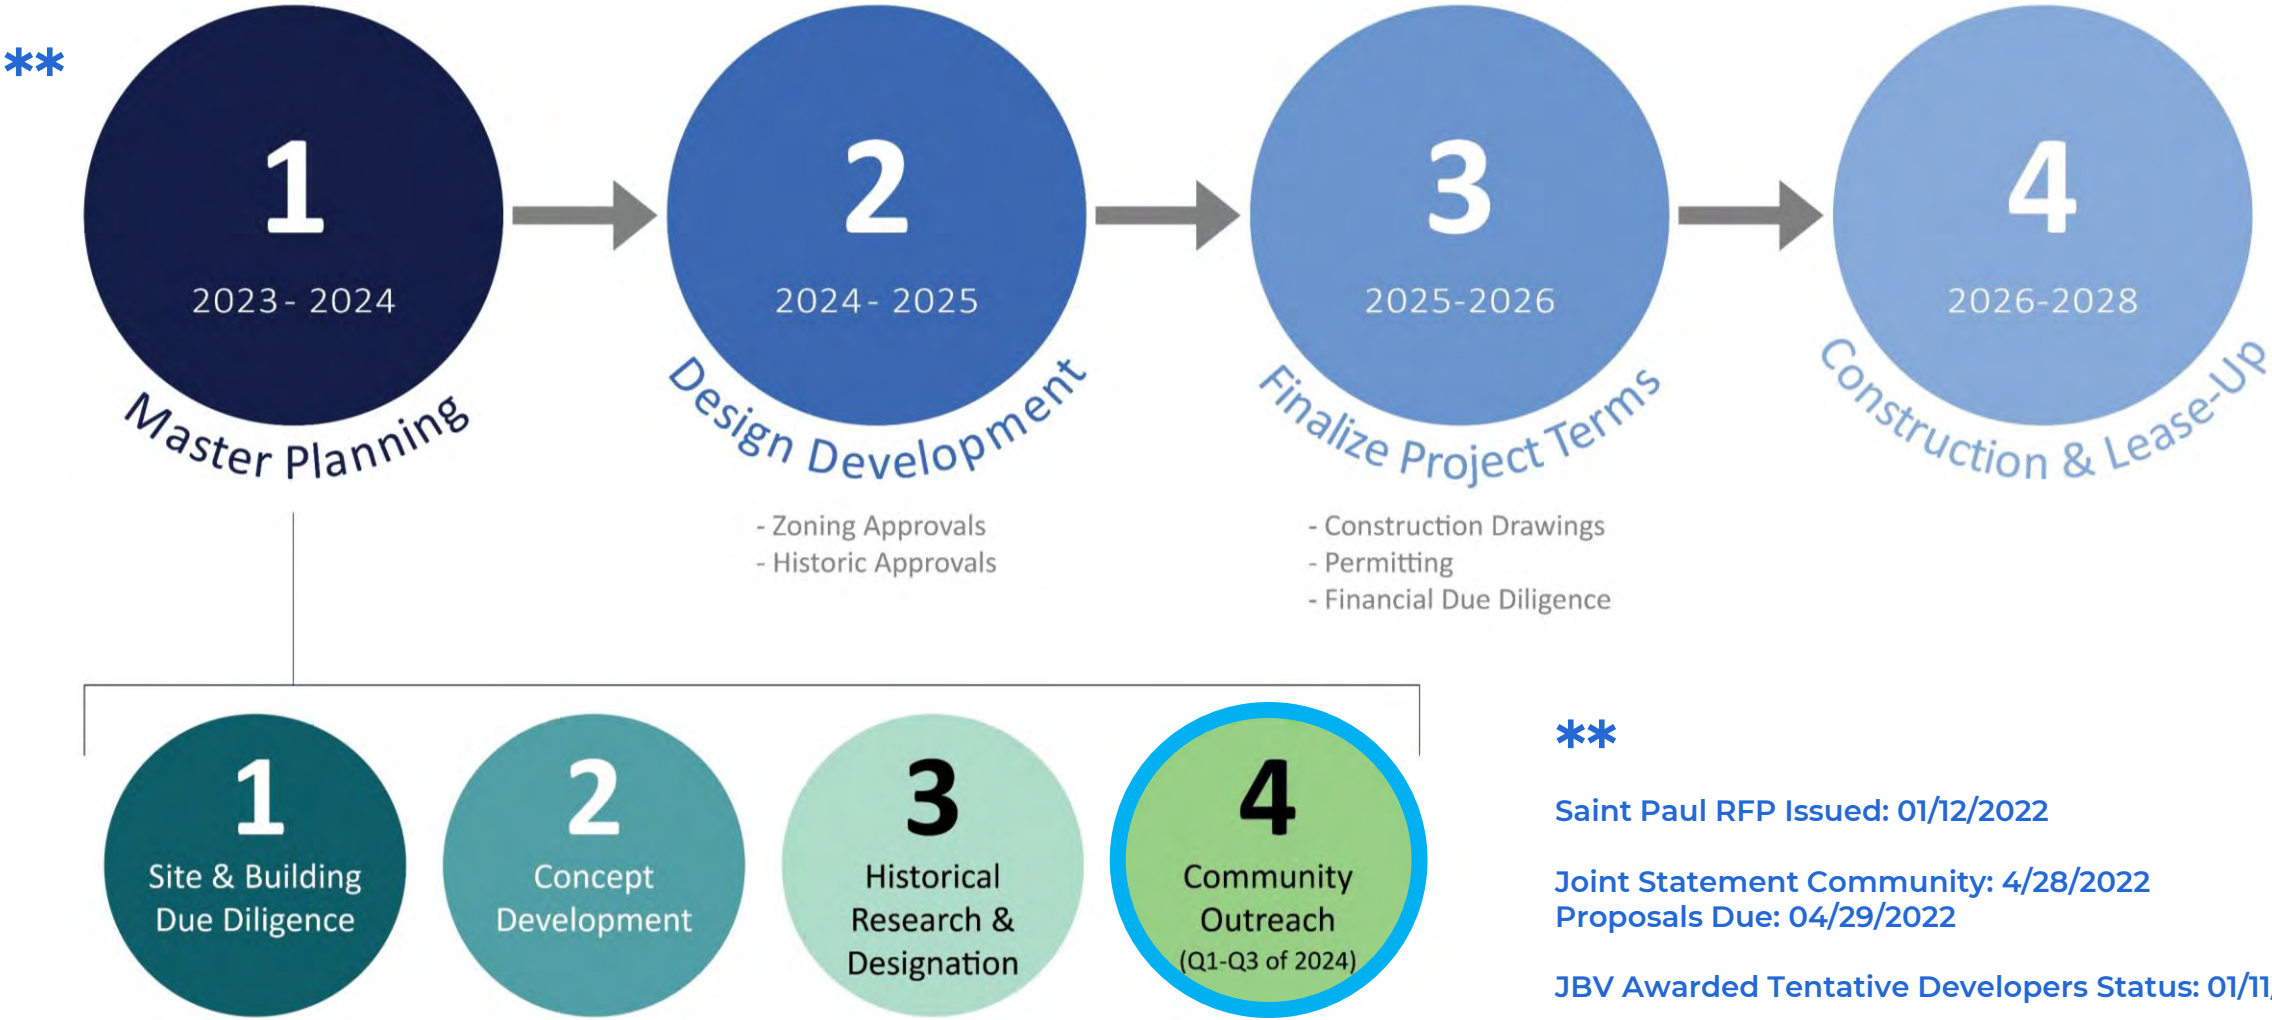 **
1
2023- 2024
Master Planning
2
2024- 2025
Design Development
- Zoning Approvals
- Historic Approvals
3
2025-2026
Finalize Project Terms
- Construction Drawings
- Permitting
- Financial Due Diligence
4
2026-2028
Construction & Lease-Up
1
Site & Building
Due Diligence
2
Concept
Development
3
Historical
Research &
Designation
4
Community
Outreach
(Q1-Q3 of 2024)
**
Saint Paul RFP Issued: 01/12/2022
Joint Statement Community: 4/28/2022
Proposals Due: 04/29/2022
JBV Awarded Tentative Developers Status: 01/11/